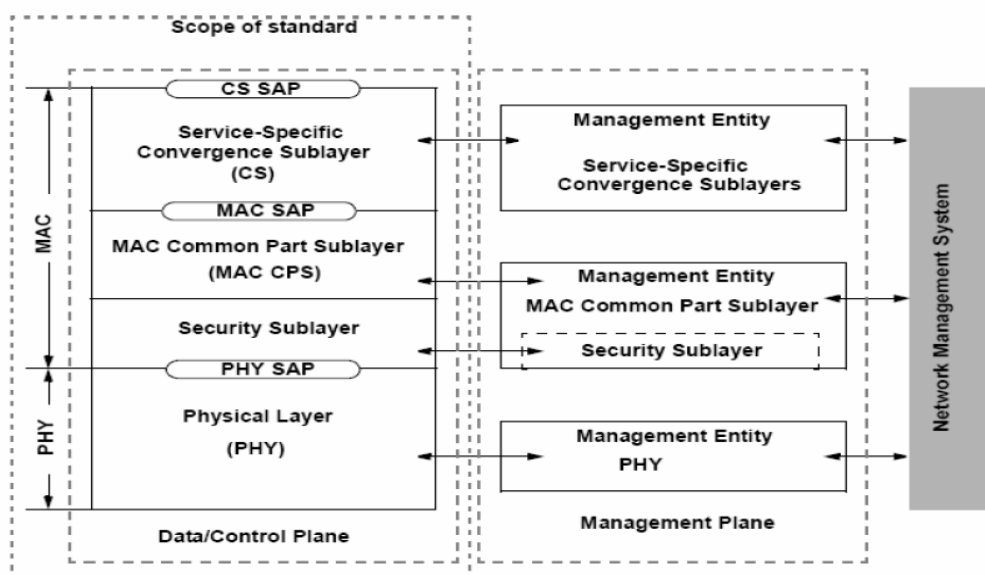 Scope of standard
CS SAP
Service-Specific
Convergence Sublayer
(CS)
MAC SAP
MAC Common Part Sublayer
(MAC CPS)
Security Sublayer
PHY SAP
Physical Layer
(PHY)
Data/Control Plane
MAC
PHY
Management Entity
Service-Specific
Convergence Sublayers
Management Entity
MAC Common Part Sublayer
Security Sublayer
Management Entity
PHY
Management Plane
Network Management System